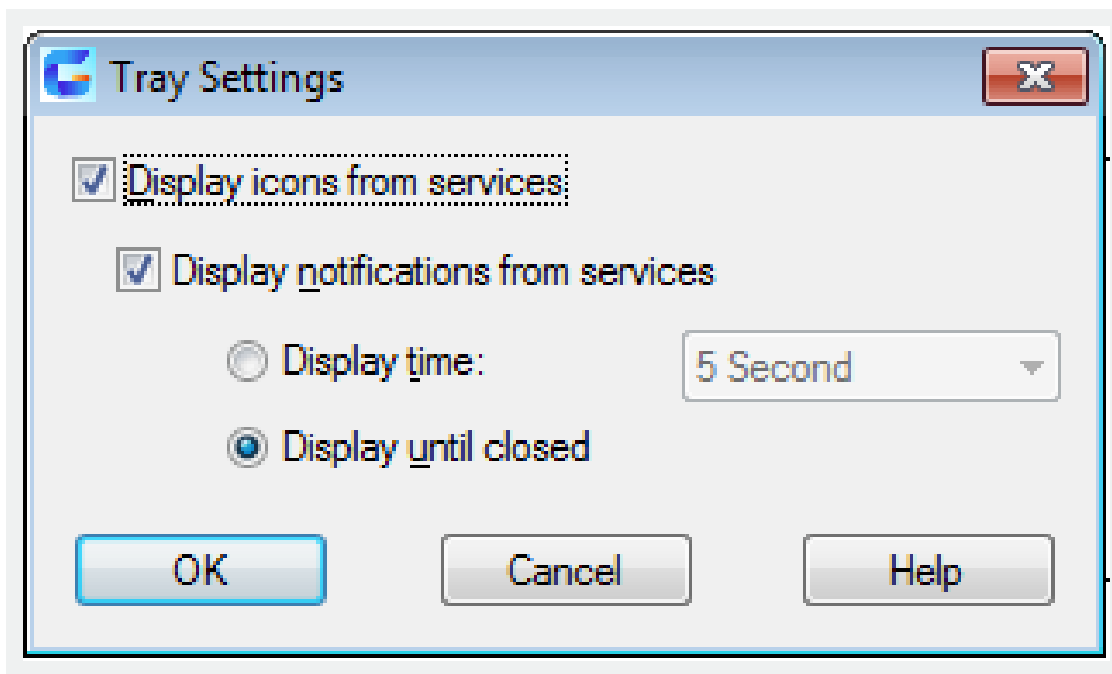 Tray Settings
Display icons from services
Display notifications from services
Display time: 5 Second
Display until closed
OK Cancel Help